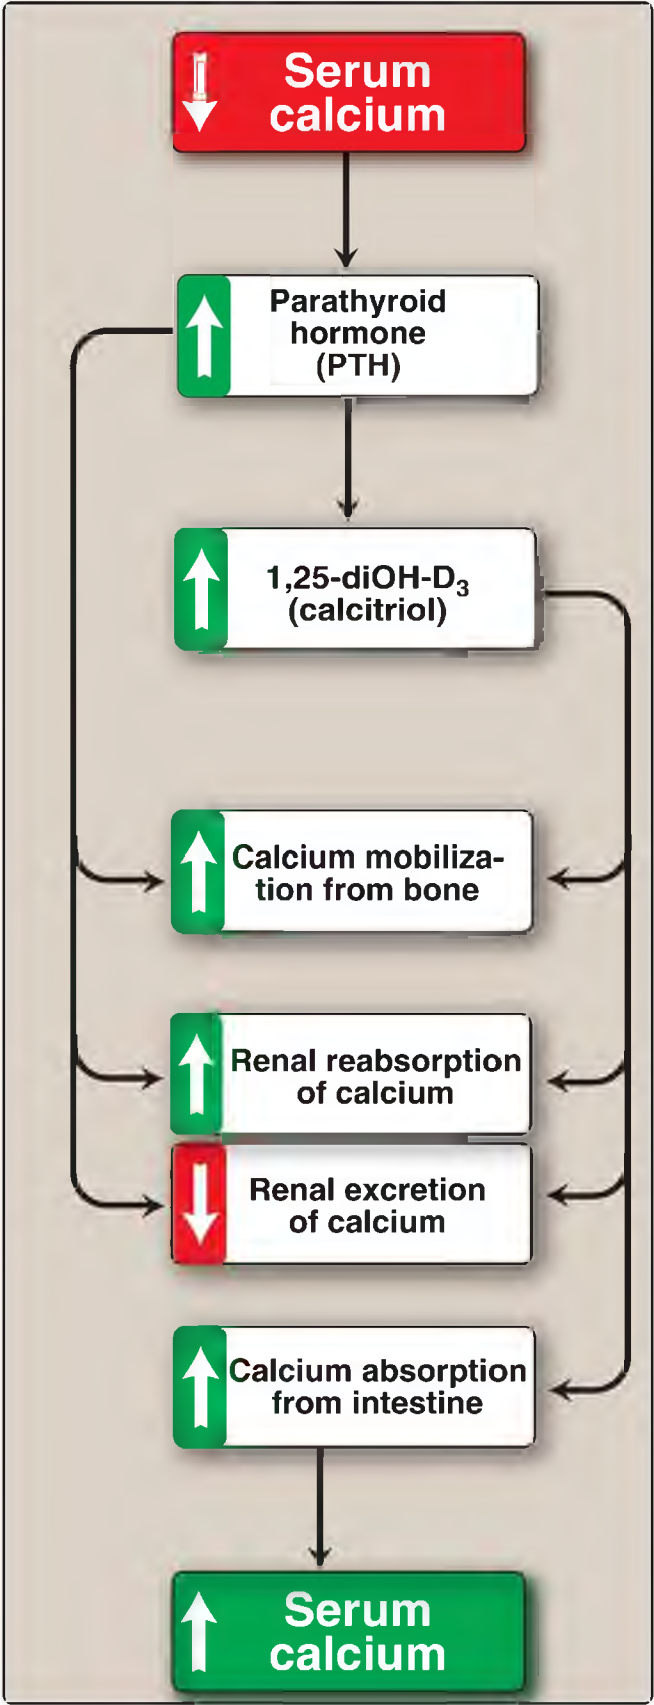 Serum
calcium
Parathyroid
hormone
(PTH)
1,25-diOH-D₃
(calcitriol)
Calcium mobiliza-
tion from bone
Renal reabsorption
of calcium
Renal excretion
of calcium
Calcium absorption
from intestine
Serum
calcium